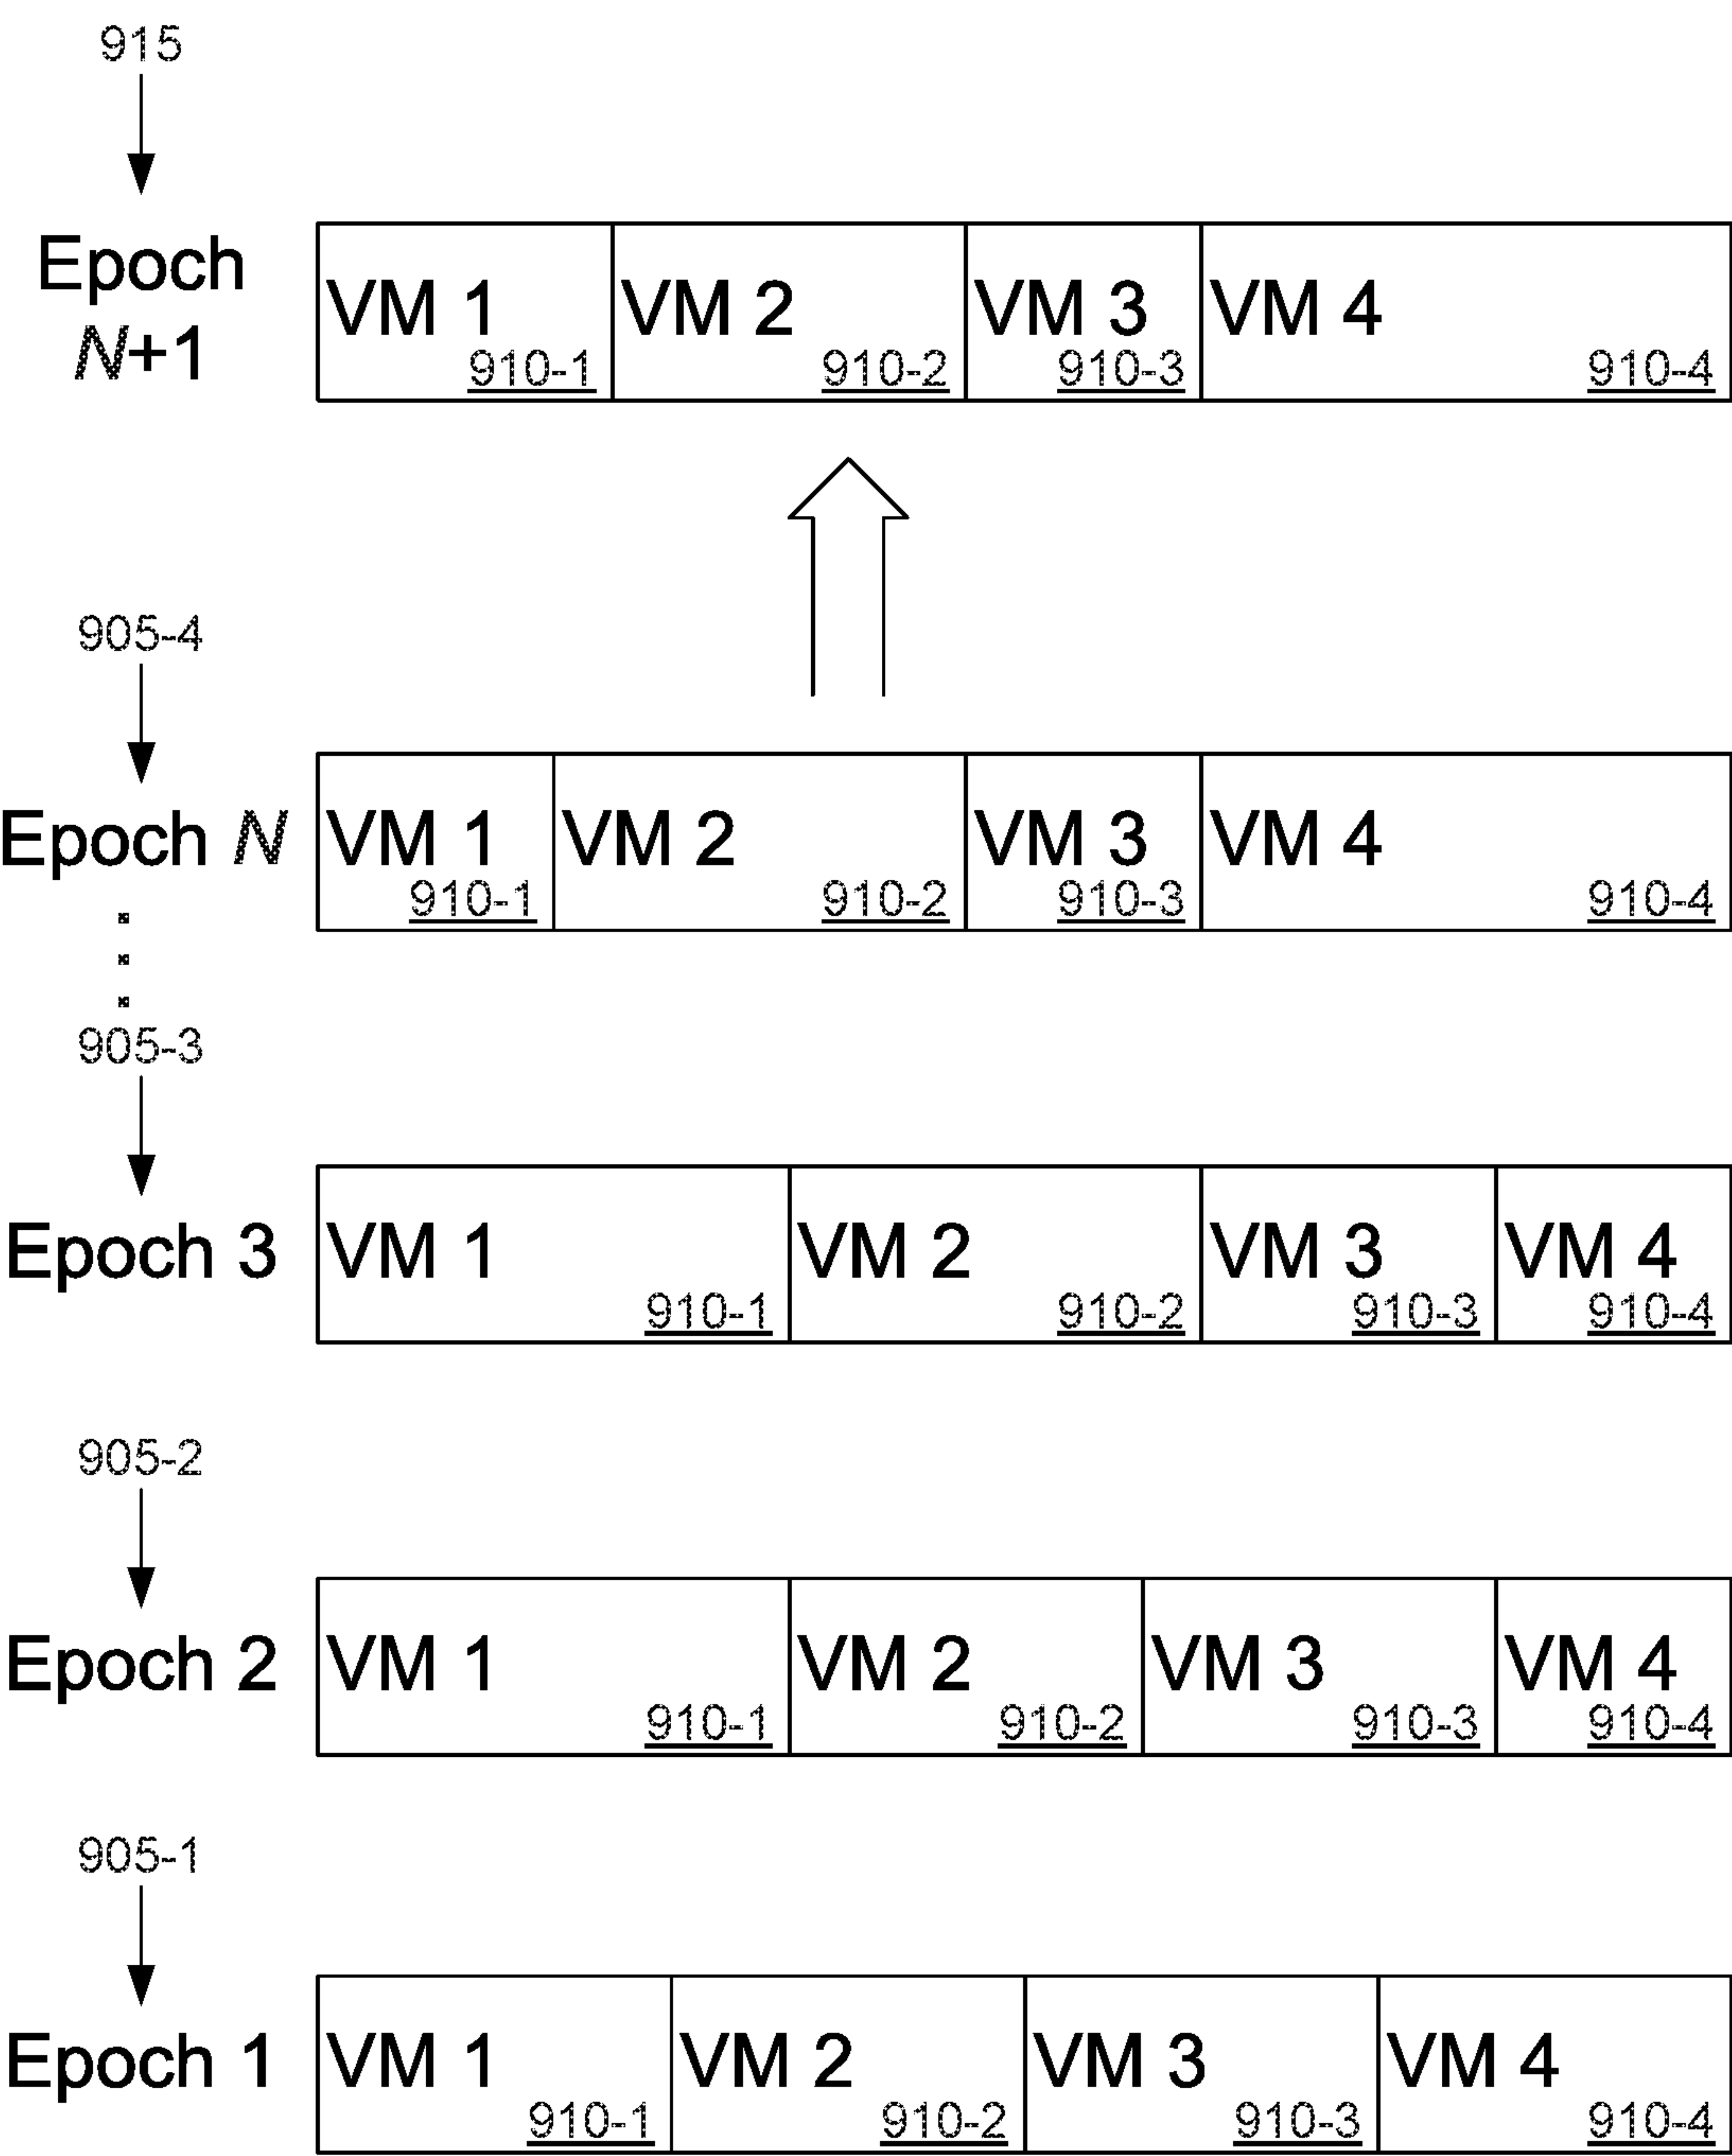 915
Epoch
N+1
VM 1
910-1
VM 2
910-2
VM 3
910-3
VM 4
910-4
905-4
Epoch N
VM 1
910-1
VM 2
910-2
VM 3
910-3
VM 4
910-4
905-3
Epoch 3
VM 1
910-1
VM 2
910-2
VM 3
910-3
VM 4
910-4
905-2
Epoch 2
VM 1
910-1
VM 2
910-2
VM 3
910-3
VM 4
910-4
905-1
Epoch 1
VM 1
910-1
VM 2
910-2
VM 3
910-3
VM 4
910-4